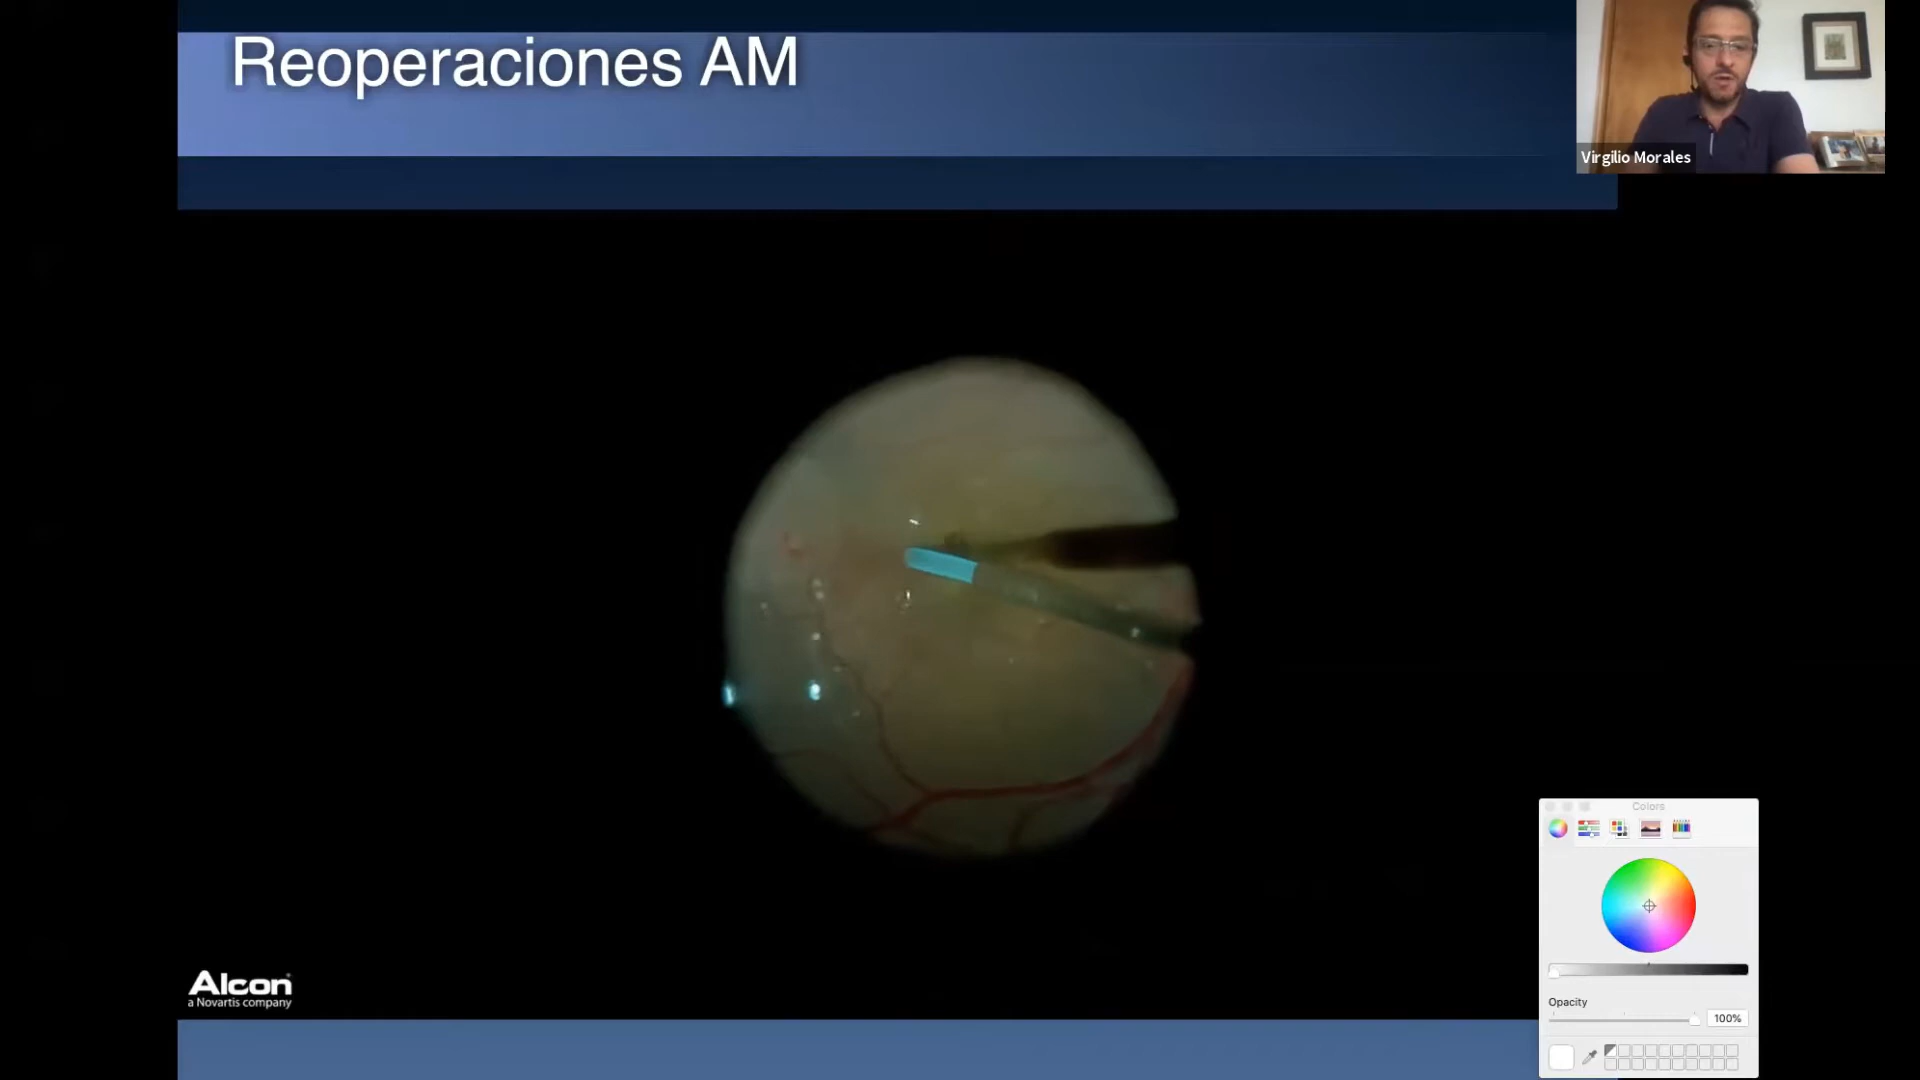 Reoperaciones AM
Virgilio Morales
Colors
Opacity
100%
Alcon
a Novartis company